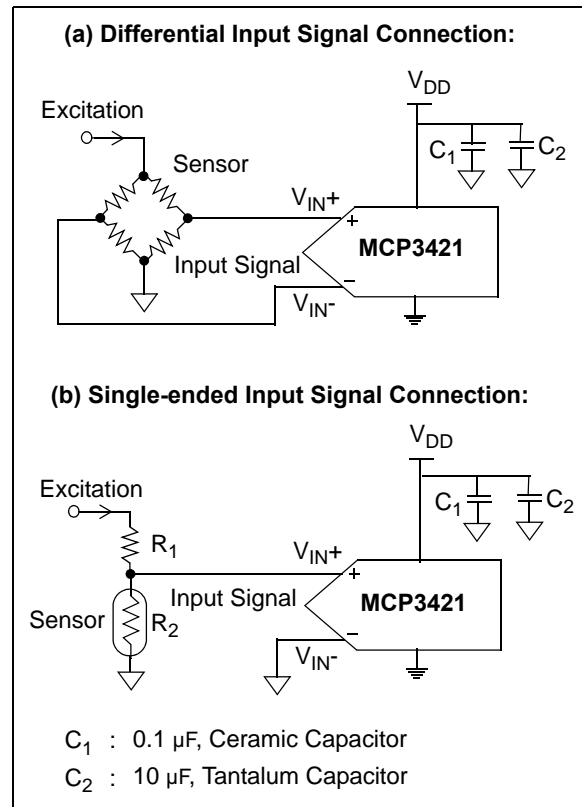 (a) Differential Input Signal Connection:
V_DD
Excitation
C_1
C_2
Sensor
V_IN+
+
MCP3421
Input Signal
−
V_IN-
(b) Single-ended Input Signal Connection:
V_DD
Excitation
C_1
C_2
R_1
V_IN+
+
Input Signal
MCP3421
Sensor
R_2
−
V_IN-
C_1 : 0.1 µF, Ceramic Capacitor
C_2 : 10 µF, Tantalum Capacitor